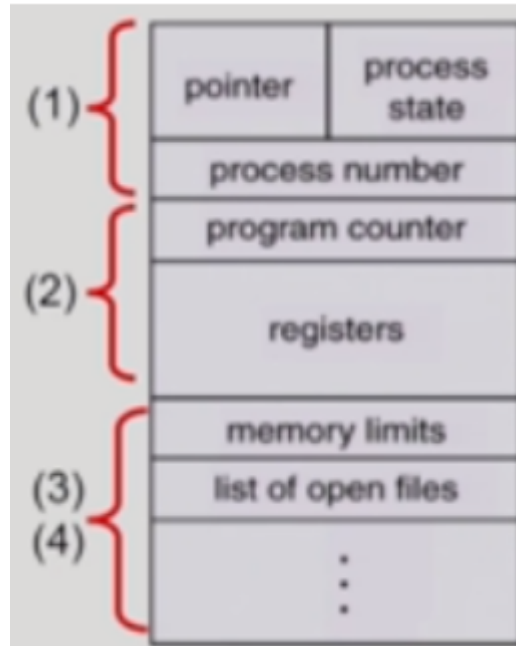 (1)
pointer
process
state
process number
(2)
program counter
registers
(3)
(4)
memory limits
list of open files
⋮